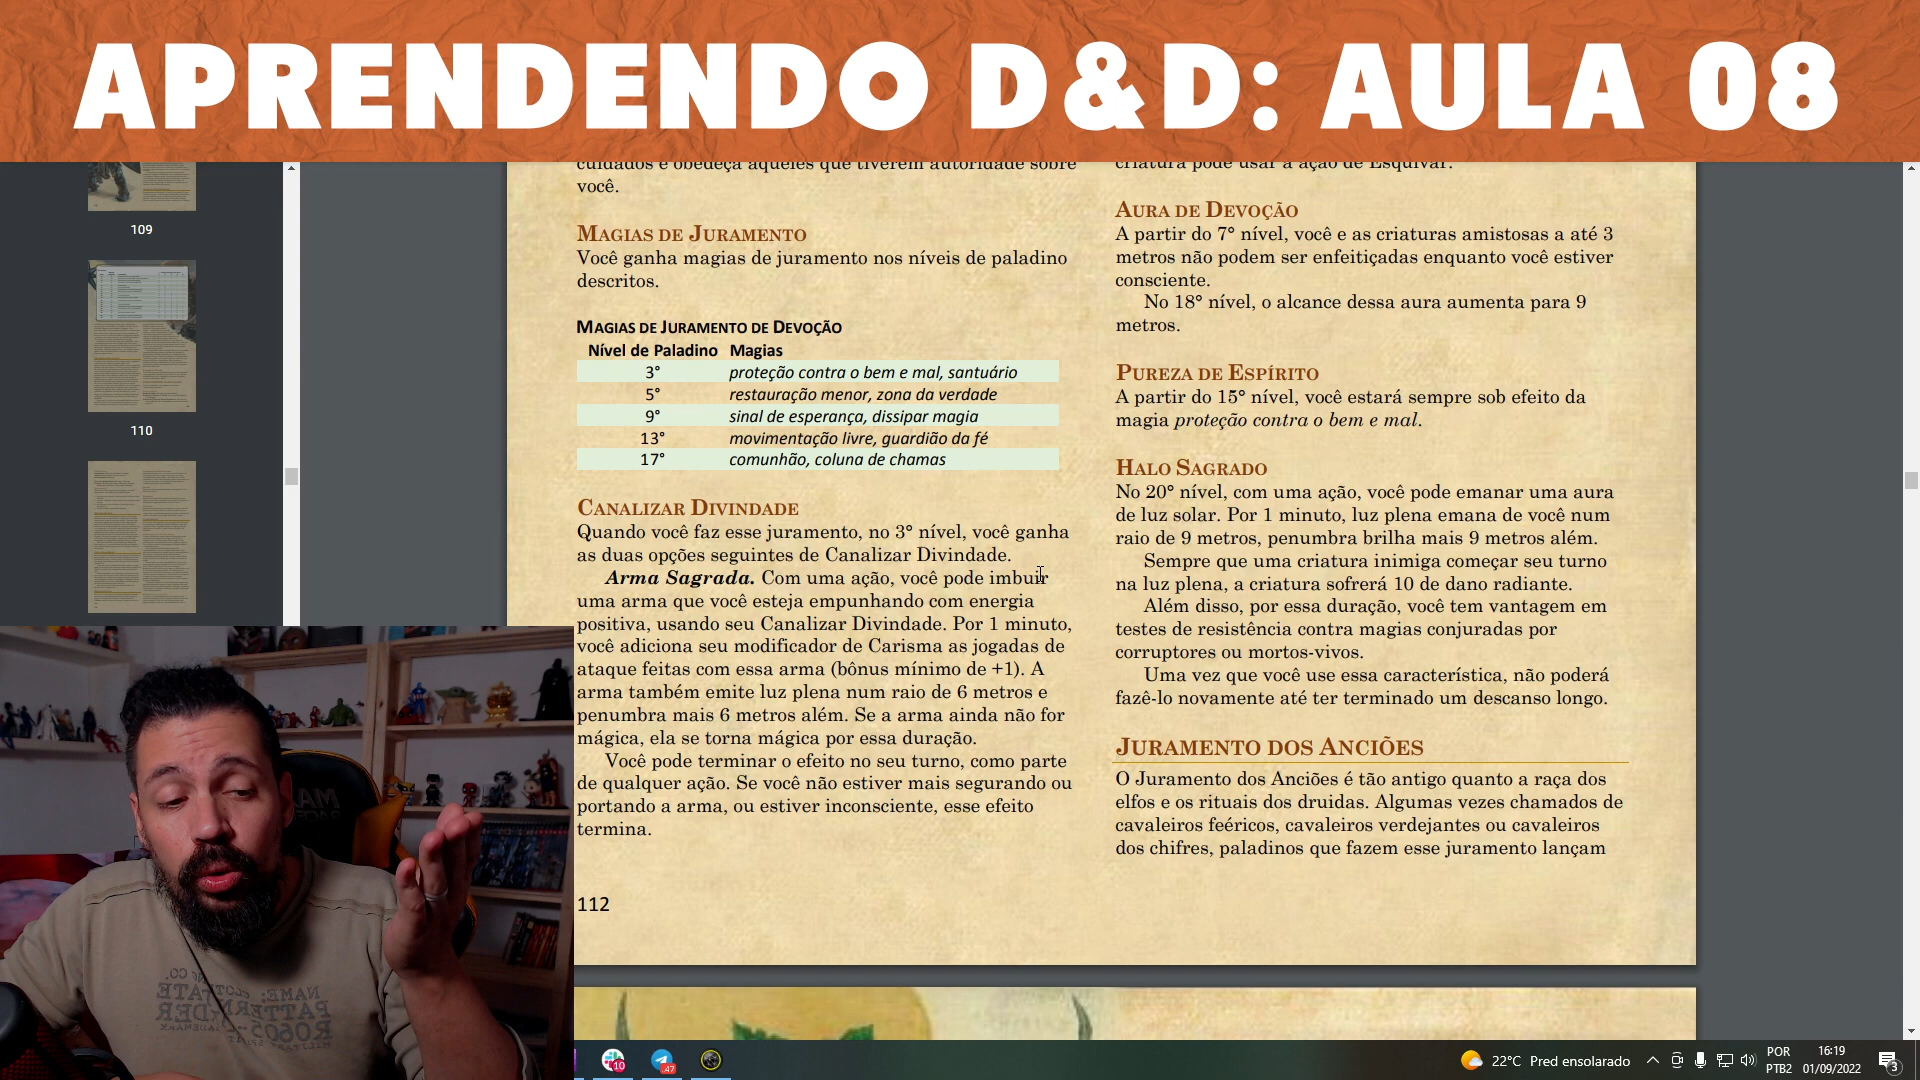 APRENDENDO D&D: AULA 08
109
110
cuidados e obedeça àqueles que tiverem autoridade sobre
você.
MAGIAS DE JURAMENTO
Você ganha magias de juramento nos níveis de paladino
descritos.
MAGIAS DE JURAMENTO DE DEVOÇÃO
Nível de Paladino Magias
3° proteção contra o bem e mal, santuário
5° restauração menor, zona da verdade
9° sinal de esperança, dissipar magia
13° movimentação livre, guardião da fé
17° comunhão, coluna de chamas
CANALIZAR DIVINDADE
Quando você faz esse juramento, no 3° nível, você ganha
as duas opções seguintes de Canalizar Divindade.
Arma Sagrada. Com uma ação, você pode imbuir
uma arma que você esteja empunhando com energia
positiva, usando seu Canalizar Divindade. Por 1 minuto,
você adiciona seu modificador de Carisma as jogadas de
ataque feitas com essa arma (bônus mínimo de +1). A
arma também emite luz plena num raio de 6 metros e
penumbra mais 6 metros além. Se a arma ainda não for
mágica, ela se torna mágica por essa duração.
Você pode terminar o efeito no seu turno, como parte
de qualquer ação. Se você não estiver mais segurando ou
portando a arma, ou estiver inconsciente, esse efeito
termina.
112
criatura pode usar a ação de Esquivar.
AURA DE DEVOÇÃO
A partir do 7° nível, você e as criaturas amistosas a até 3
metros não podem ser enfeitiçadas enquanto você estiver
consciente.
No 18° nível, o alcance dessa aura aumenta para 9
metros.
PUREZA DE ESPÍRITO
A partir do 15° nível, você estará sempre sob efeito da
magia proteção contra o bem e mal.
HALO SAGRADO
No 20° nível, com uma ação, você pode emanar uma aura
de luz solar. Por 1 minuto, luz plena emana de você num
raio de 9 metros, penumbra brilha mais 9 metros além.
Sempre que uma criatura inimiga começar seu turno
na luz plena, a criatura sofrerá 10 de dano radiante.
Além disso, por essa duração, você tem vantagem em
testes de resistência contra magias conjuradas por
corruptores ou mortos-vivos.
Uma vez que você use essa característica, não poderá
fazê-lo novamente até ter terminado um descanso longo.
JURAMENTO DOS ANCIÕES
O Juramento dos Anciões é tão antigo quanto a raça dos
elfos e os rituais dos druidas. Algumas vezes chamados de
cavaleiros feéricos, cavaleiros verdejantes ou cavaleiros
dos chifres, paladinos que fazem esse juramento lançam
10
47
22°C Pred ensolarado
POR
PTB2
16:19
01/09/2022
3